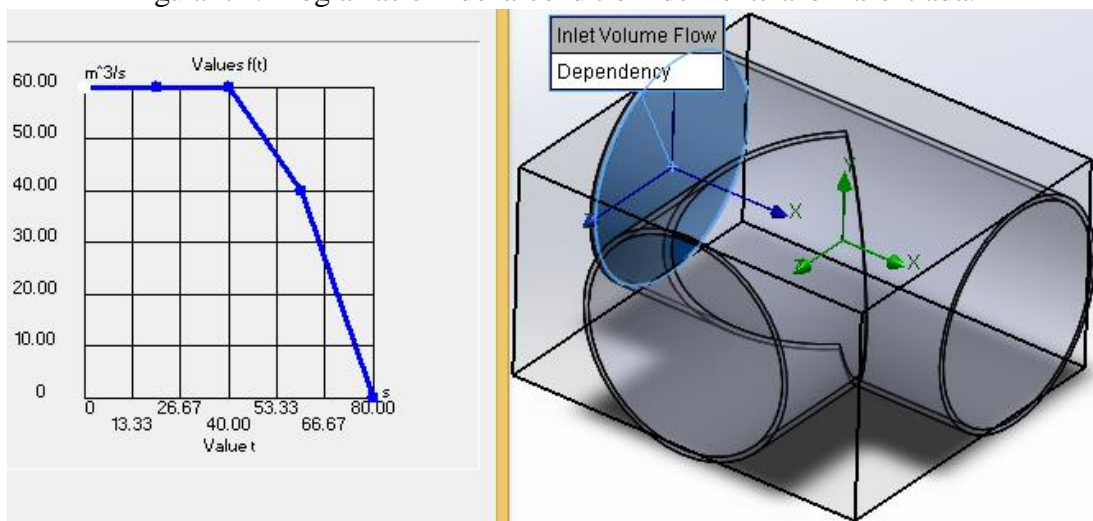 Values f(t)
m^3/s
60.00
50.00
40.00
30.00
20.00
10.00
0
0 26.67 53.33 80.00 s
13.33 40.00 66.67
Value t
Inlet Volume Flow
Dependency
X
Z
Y
X
Z